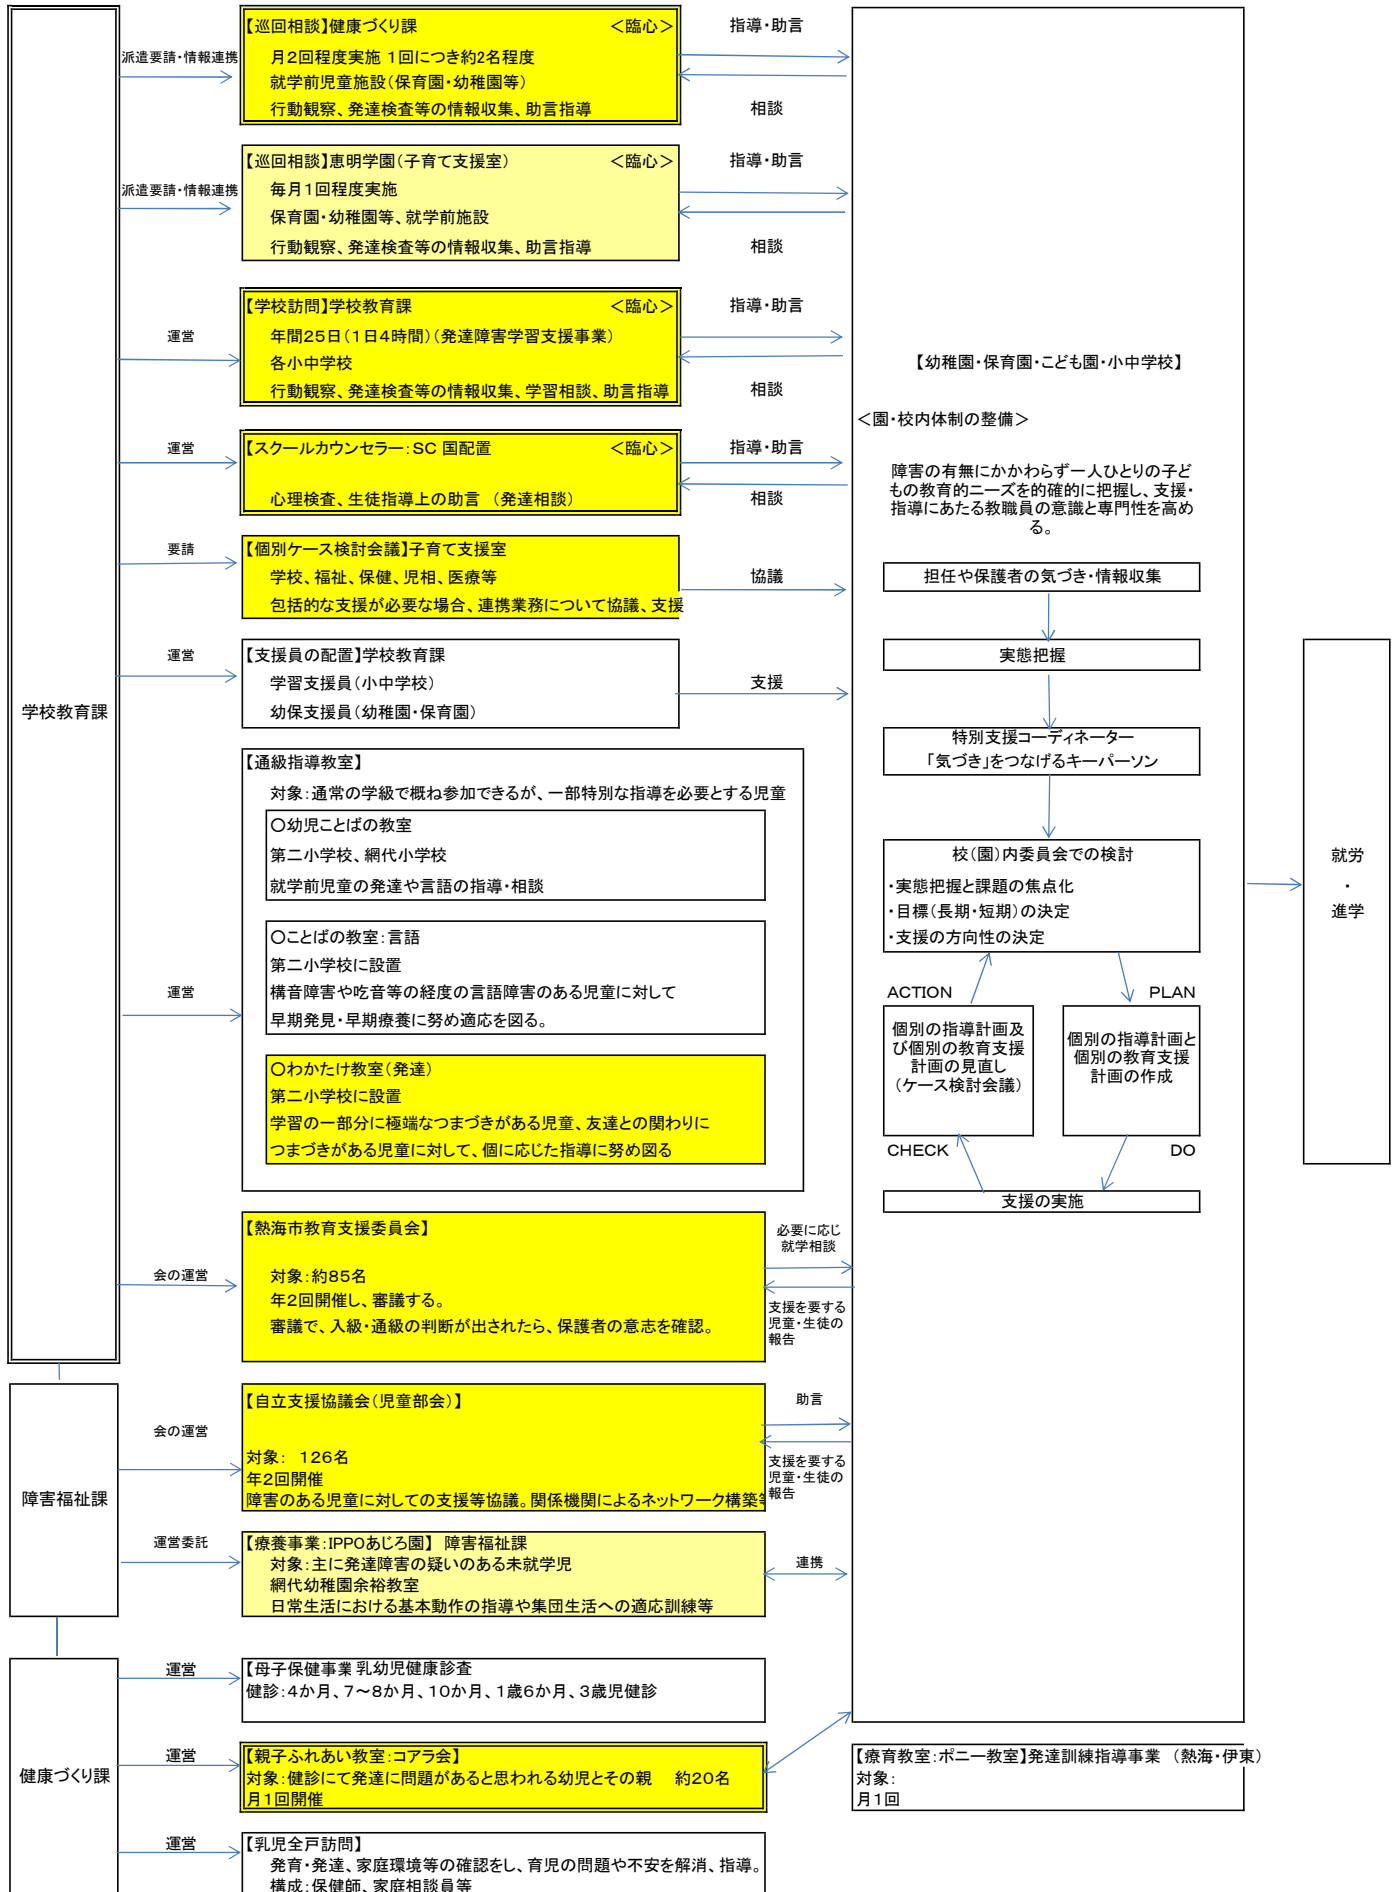 学校教育課
派遣要請・情報連携
【巡回相談】健康づくり課　＜臨心＞
月２回程度実施 １回につき約2名程度
就学前児童施設（保育園・幼稚園等）
行動観察、発達検査等の情報収集、助言指導
指導・助言
相談
派遣要請・情報連携
【巡回相談】恵明学園（子育て支援室）　＜臨心＞
毎月１回程度実施
保育園・幼稚園等、就学前施設
行動観察、発達検査等の情報収集、助言指導
指導・助言
相談
運営
【学校訪問】学校教育課　＜臨心＞
年間２５日（１日４時間）（発達障害学習支援事業）
各小中学校
行動観察、発達検査等の情報収集、学習相談、助言指導
指導・助言
相談
運営
【スクールカウンセラー：ＳＣ 国配置　＜臨心＞
心理検査、生徒指導上の助言　（発達相談）
指導・助言
相談
要請
【個別ケース検討会議】子育て支援室
学校、福祉、保健、児相、医療等
包括的な支援が必要な場合、連携業務について協議、支援
協議
運営
【支援員の配置】学校教育課
学習支援員（小中学校）
幼保支援員（幼稚園・保育園）
支援
運営
【通級指導教室】
対象：通常の学級で概ね参加できるが、一部特別な指導を必要とする児童
〇幼児ことばの教室
第二小学校、網代小学校
就学前児童の発達や言語の指導・相談
〇ことばの教室：言語
第二小学校に設置
構音障害や吃音等の経度の言語障害のある児童に対して
早期発見・早期療養に努め適応を図る。
〇わかたけ教室（発達）
第二小学校に設置
学習の一部分に極端なつまづきがある児童、友達との関わりに
つまづきがある児童に対して、個に応じた指導に努め図る
会の運営
【熱海市教育支援委員会】
対象：約８５名
年２回開催し、審議する。
審議で、入級・通級の判断が出されたら、保護者の意志を確認。
必要に応じ
就学相談
支援を要する
児童・生徒の
報告
障害福祉課
会の運営
【自立支援協議会（児童部会）】
対象：　１２６名
年２回開催
障害のある児童に対しての支援等協議。関係機関によるネットワーク構築等
助言
支援を要する
児童・生徒の
報告
運営委託
【療養事業：IPPOあじろ園】　障害福祉課
対象：主に発達障害の疑いのある未就学児
網代幼稚園余裕教室
日常生活における基本動作の指導や集団生活への適応訓練等
連携
健康づくり課
運営
【母子保健事業 乳幼児健康診査
健診：４か月、７～８か月、１０か月、１歳６か月、３歳児健診
運営
【親子ふれあい教室：コアラ会】
対象：健診にて発達に問題があると思われる幼児とその親　　約２０名
月１回開催
運営
【乳児全戸訪問】
発育・発達、家庭環境等の確認をし、育児の問題や不安を解消、指導。
構成：保健師、家庭相談員等
【幼稚園・保育園・こども園・小中学校】
＜園・校内体制の整備＞
障害の有無にかかわらず一人ひとりの子ど
もの教育的ニーズを的確的に把握し、支援・
指導にあたる教職員の意識と専門性を高め
る。
担任や保護者の気づき・情報収集
実態把握
特別支援コーディネーター
「気づき」をつなげるキーパーソン
校（園）内委員会での検討
・実態把握と課題の焦点化
・目標（長期・短期）の決定
・支援の方向性の決定
ACTION
PLAN
個別の指導計画及
び個別の教育支援
計画の見直し
（ケース検討会議）
個別の指導計画と
個別の教育支援
計画の作成
CHECK
DO
支援の実施
【療育教室：ポニー教室】発達訓練指導事業　（熱海・伊東）
対象：
月１回
就労
・
進学